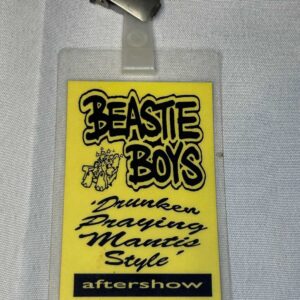 BEASTIE
BOYS
'Drunken
Praying
Mantis
Style'
aftershow